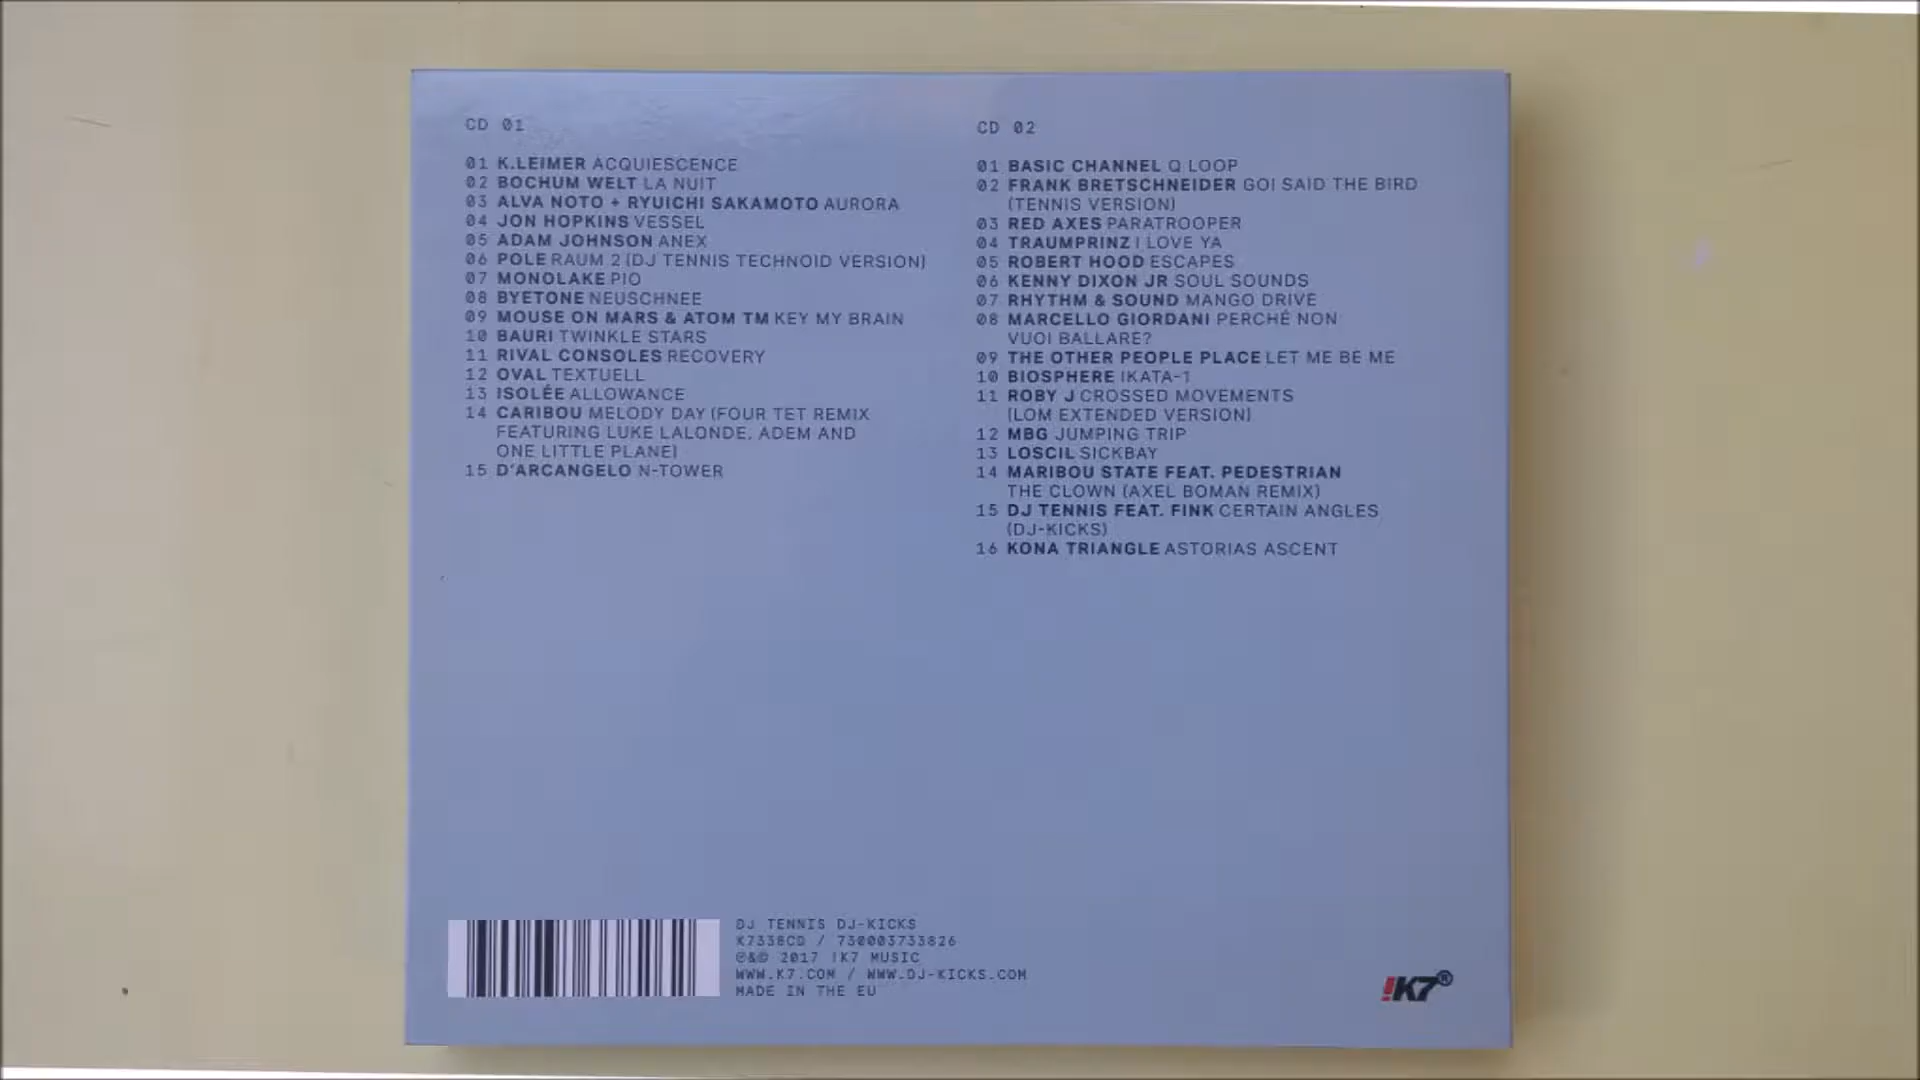 CD 01
01 K.LEIMER ACQUIESCENCE
02 BOCHUM WELT LA NUIT
03 ALVA NOTO + RYUICHI SAKAMOTO AURORA
04 JON HOPKINS VESSEL
05 ADAM JOHNSON ANEX
06 POLE RAUM 2 (DJ TENNIS TECHNOID VERSION)
07 MONOLAKE PIO
08 BYETONE NEUSCHNEE
09 MOUSE ON MARS & ATOM TM KEY MY BRAIN
10 BAURI TWINKLE STARS
11 RIVAL CONSOLES RECOVERY
12 OVAL TEXTUELL
13 ISOLÉE ALLOWANCE
14 CARIBOU MELODY DAY (FOUR TET REMIX
FEATURING LUKE LALONDE, ADEM AND
ONE LITTLE PLANE)
15 D'ARCANGELO N-TOWER
CD 02
01 BASIC CHANNEL Q LOOP
02 FRANK BRETSCHNEIDER GO! SAID THE BIRD
(TENNIS VERSION)
03 RED AXES PARATROOPER
04 TRAUMPRINZ I LOVE YA
05 ROBERT HOOD ESCAPES
06 KENNY DIXON JR SOUL SOUNDS
07 RHYTHM & SOUND MANGO DRIVE
08 MARCELLO GIORDANI PERCHÉ NON
VUOI BALLARE?
09 THE OTHER PEOPLE PLACE LET ME BE ME
10 BIOSPHERE IKATA-1
11 ROBY J CROSSED MOVEMENTS
(LOM EXTENDED VERSION)
12 MBG JUMPING TRIP
13 LOSCIL SICKBAY
14 MARIBOU STATE FEAT. PEDESTRIAN
THE CLOWN (AXEL BOMAN REMIX)
15 DJ TENNIS FEAT. FINK CERTAIN ANGLES
(DJ-KICKS)
16 KONA TRIANGLE ASTORIAS ASCENT
DJ TENNIS DJ-KICKS
K7338CD / 730003733826
℗&© 2017 !K7 MUSIC
WWW.K7.COM / WWW.DJ-KICKS.COM
MADE IN THE EU
!K7®